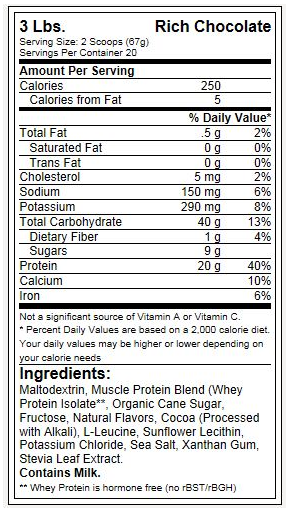 3 Lbs. Rich Chocolate
Serving Size: 2 Scoops (67g)
Servings Per Container 20
Amount Per Serving
Calories 250
Calories from Fat 5
% Daily Value*
Total Fat .5 g 2%
Saturated Fat 0 g 0%
Trans Fat 0 g 0%
Cholesterol 5 mg 2%
Sodium 150 mg 6%
Potassium 290 mg 8%
Total Carbohydrate 40 g 13%
Dietary Fiber 1 g 4%
Sugars 9 g
Protein 20 g 40%
Calcium 10%
Iron 6%
Not a significant source of Vitamin A or Vitamin C.
* Percent Daily Values are based on a 2,000 calorie diet.
Your daily values may be higher or lower depending on
your calorie needs
Ingredients:
Maltodextrin, Muscle Protein Blend (Whey
Protein Isolate**, Organic Cane Sugar,
Fructose, Natural Flavors, Cocoa (Processed
with Alkali), L-Leucine, Sunflower Lecithin,
Potassium Chloride, Sea Salt, Xanthan Gum,
Stevia Leaf Extract.
Contains Milk.
** Whey Protein is hormone free (no rBST/rBGH)